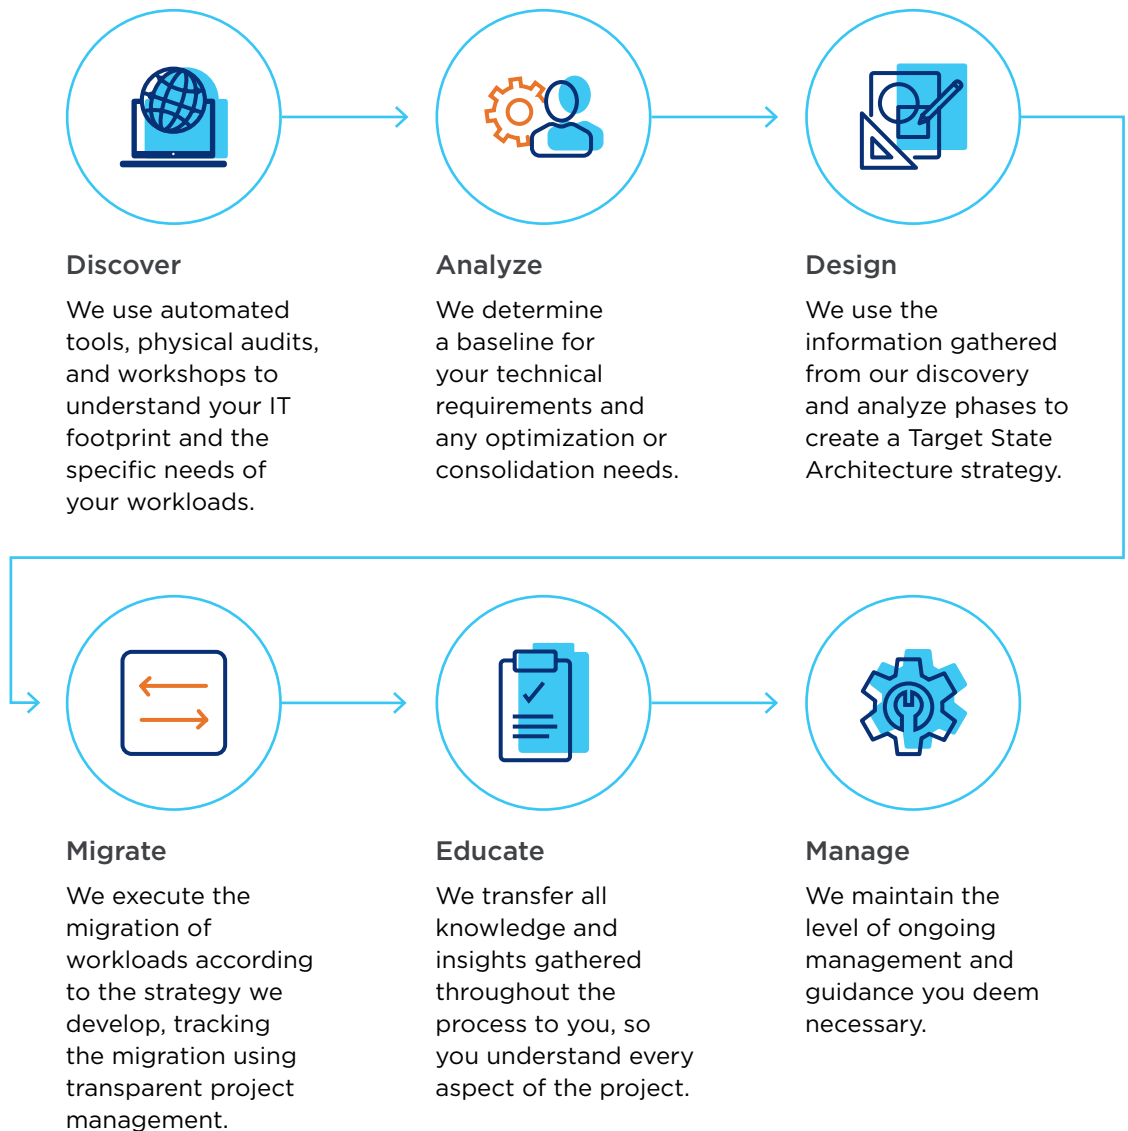 Discover
We use automated
tools, physical audits,
and workshops to
understand your IT
footprint and the
specific needs of
your workloads.
Analyze
We determine
a baseline for
your technical
requirements and
any optimization or
consolidation needs.
Design
We use the
information gathered
from our discovery
and analyze phases to
create a Target State
Architecture strategy.
Migrate
We execute the
migration of
workloads according
to the strategy we
develop, tracking
the migration using
transparent project
management.
Educate
We transfer all
knowledge and
insights gathered
throughout the
process to you, so
you understand every
aspect of the project.
Manage
We maintain the
level of ongoing
management and
guidance you deem
necessary.